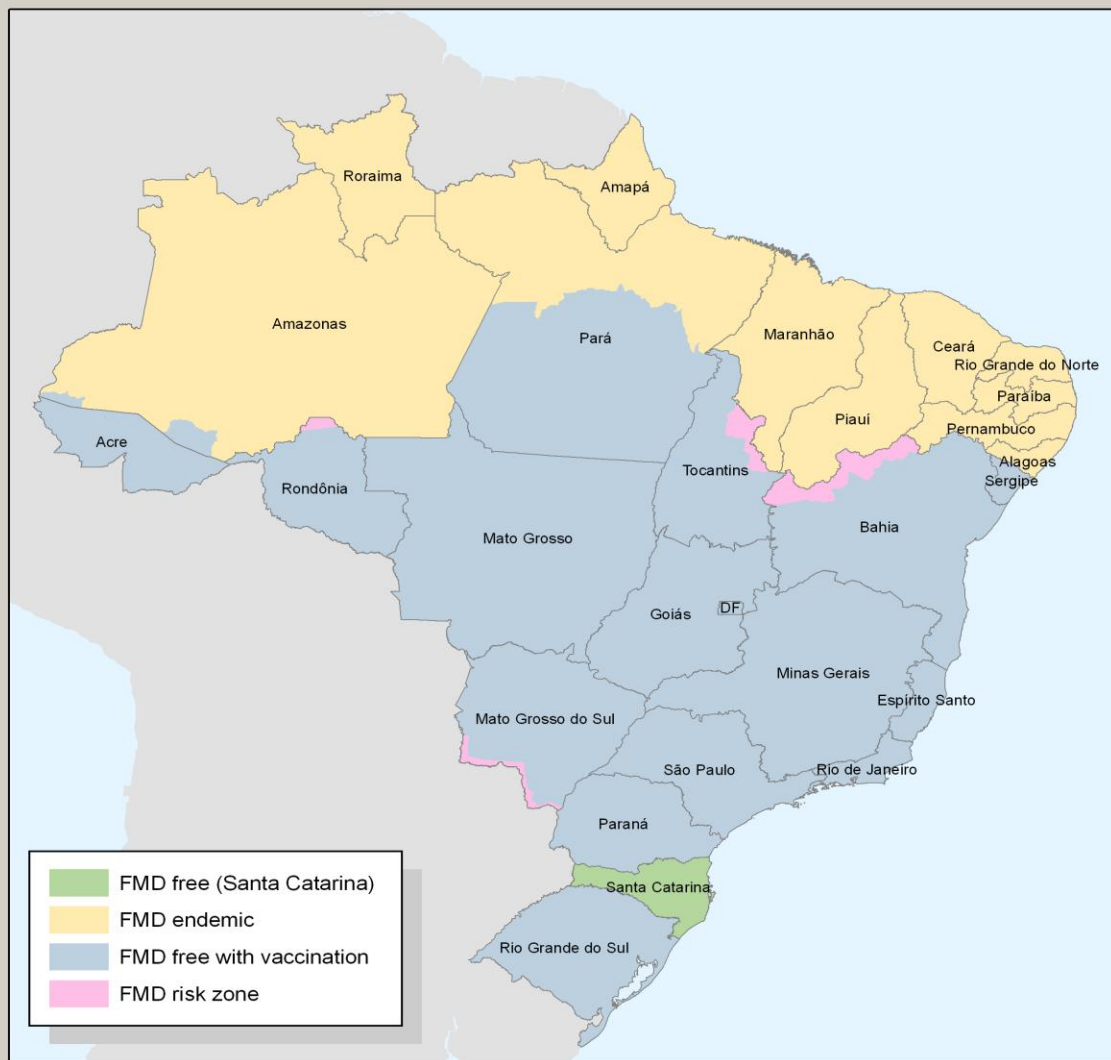 Roraima
Amapá
Amazonas
Pará
Maranhão
Ceará
Rio Grande do Norte
Paraíba
Piauí
Pernambuco
Alagoas
Sergipe
Acre
Rondônia
Tocantins
Mato Grosso
Bahia
Goiás
DF
Minas Gerais
Espírito Santo
Mato Grosso do Sul
São Paulo
Rio de Janeiro
Paraná
Santa Catarina
Rio Grande do Sul
FMD free (Santa Catarina)
FMD endemic
FMD free with vaccination
FMD risk zone